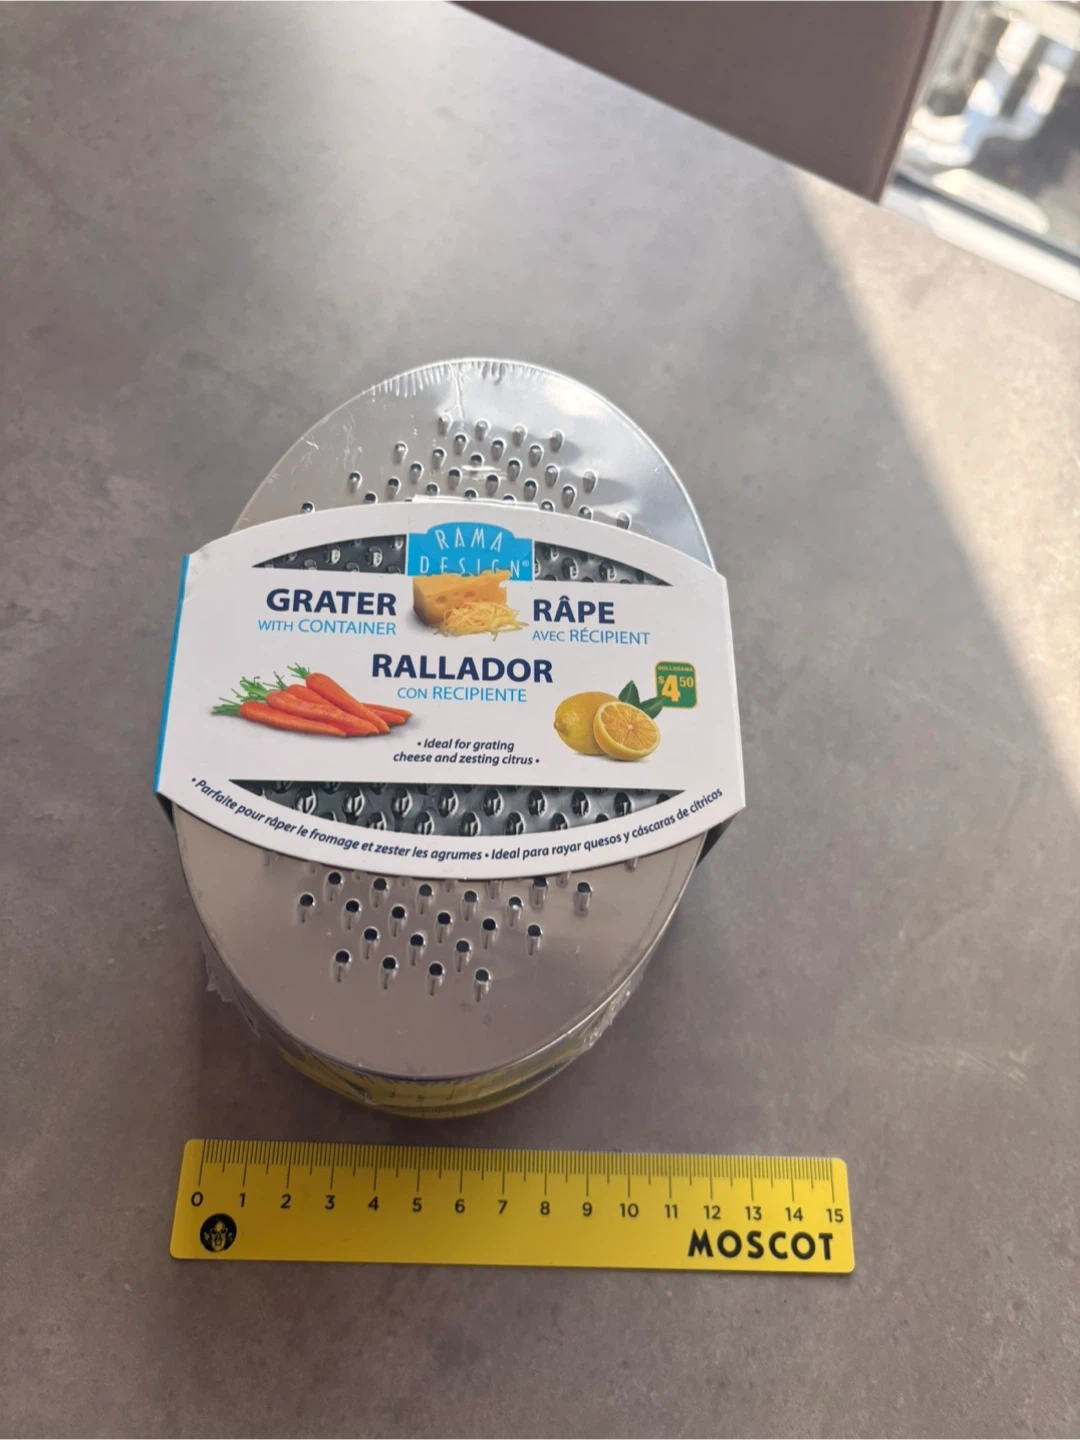 RAMA
DESIGN®
GRATER
WITH CONTAINER
RÂPE
AVEC RÉCIPIENT
RALLADOR
CON RECIPIENTE
DOLLARAMA
$4.50
• Ideal for grating
cheese and zesting citrus •
• Parfaite pour râper le fromage et zester les agrumes • Ideal para rayar quesos y cáscaras de cítricos
0 1 2 3 4 5 6 7 8 9 10 11 12 13 14 15
MOSCOT